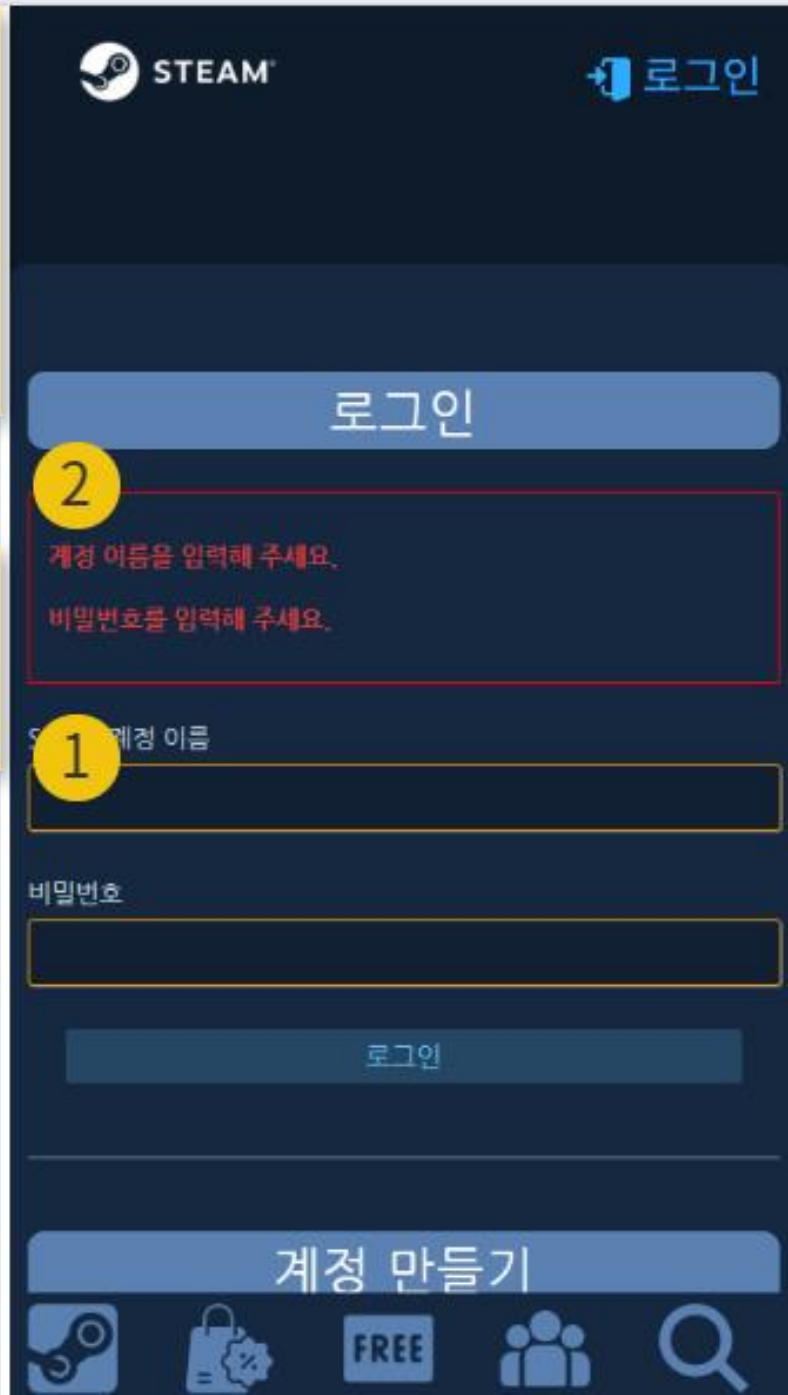 STEAM
로그인
로그인
2
계정 이름을 입력해 주세요.
비밀번호를 입력해 주세요.
1
계정 이름
비밀번호
로그인
계정 만들기
FREE